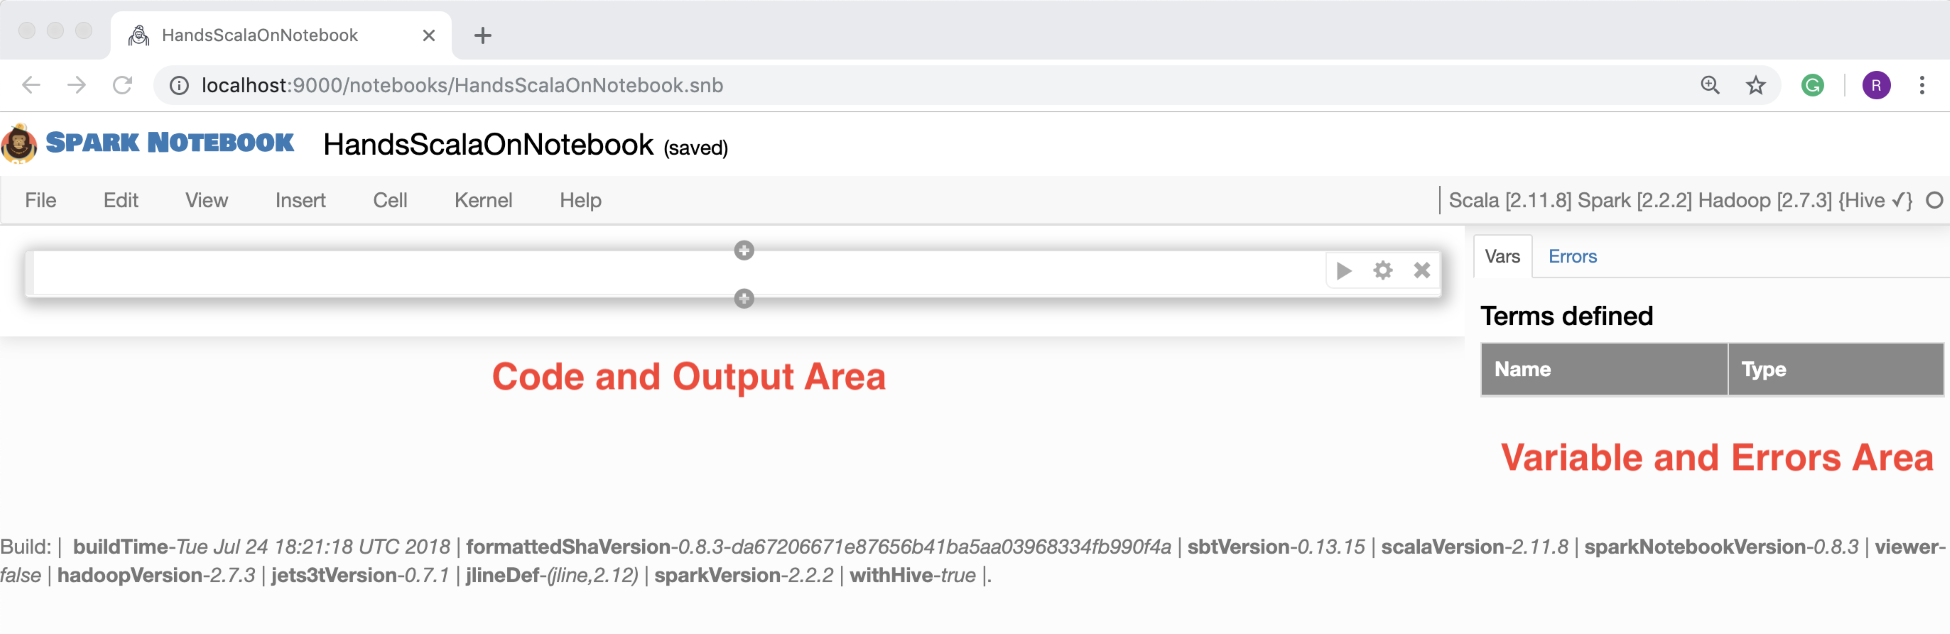 HandsScalaOnNotebook
localhost:9000/notebooks/HandsScalaOnNotebook.snb
G
R
SPARK NOTEBOOK HandsScalaOnNotebook (saved)
File Edit View Insert Cell Kernel Help Scala [2.11.8] Spark [2.2.2] Hadoop [2.7.3] {Hive ✓}
Vars Errors
Terms defined
Name Type
Code and Output Area
Variable and Errors Area
Build: | buildTime-Tue Jul 24 18:21:18 UTC 2018 | formattedShaVersion-0.8.3-da67206671e87656b41ba5aa03968334fb990f4a | sbtVersion-0.13.15 | scalaVersion-2.11.8 | sparkNotebookVersion-0.8.3 | viewer-
false | hadoopVersion-2.7.3 | jets3tVersion-0.7.1 | jlineDef-(jline,2.12) | sparkVersion-2.2.2 | withHive-true |.